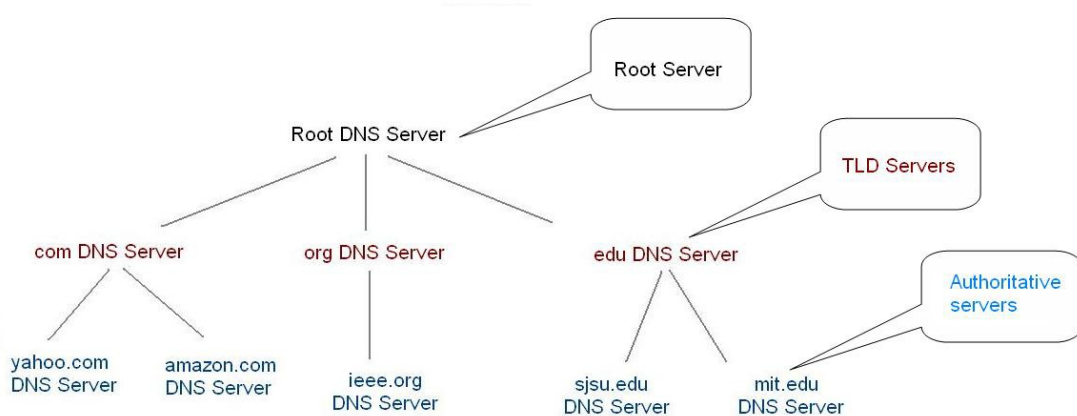 Root Server
Root DNS Server
TLD Servers
com DNS Server
org DNS Server
edu DNS Server
Authoritative
servers
yahoo.com
DNS Server
amazon.com
DNS Server
ieee.org
DNS Server
sjsu.edu
DNS Server
mit.edu
DNS Server